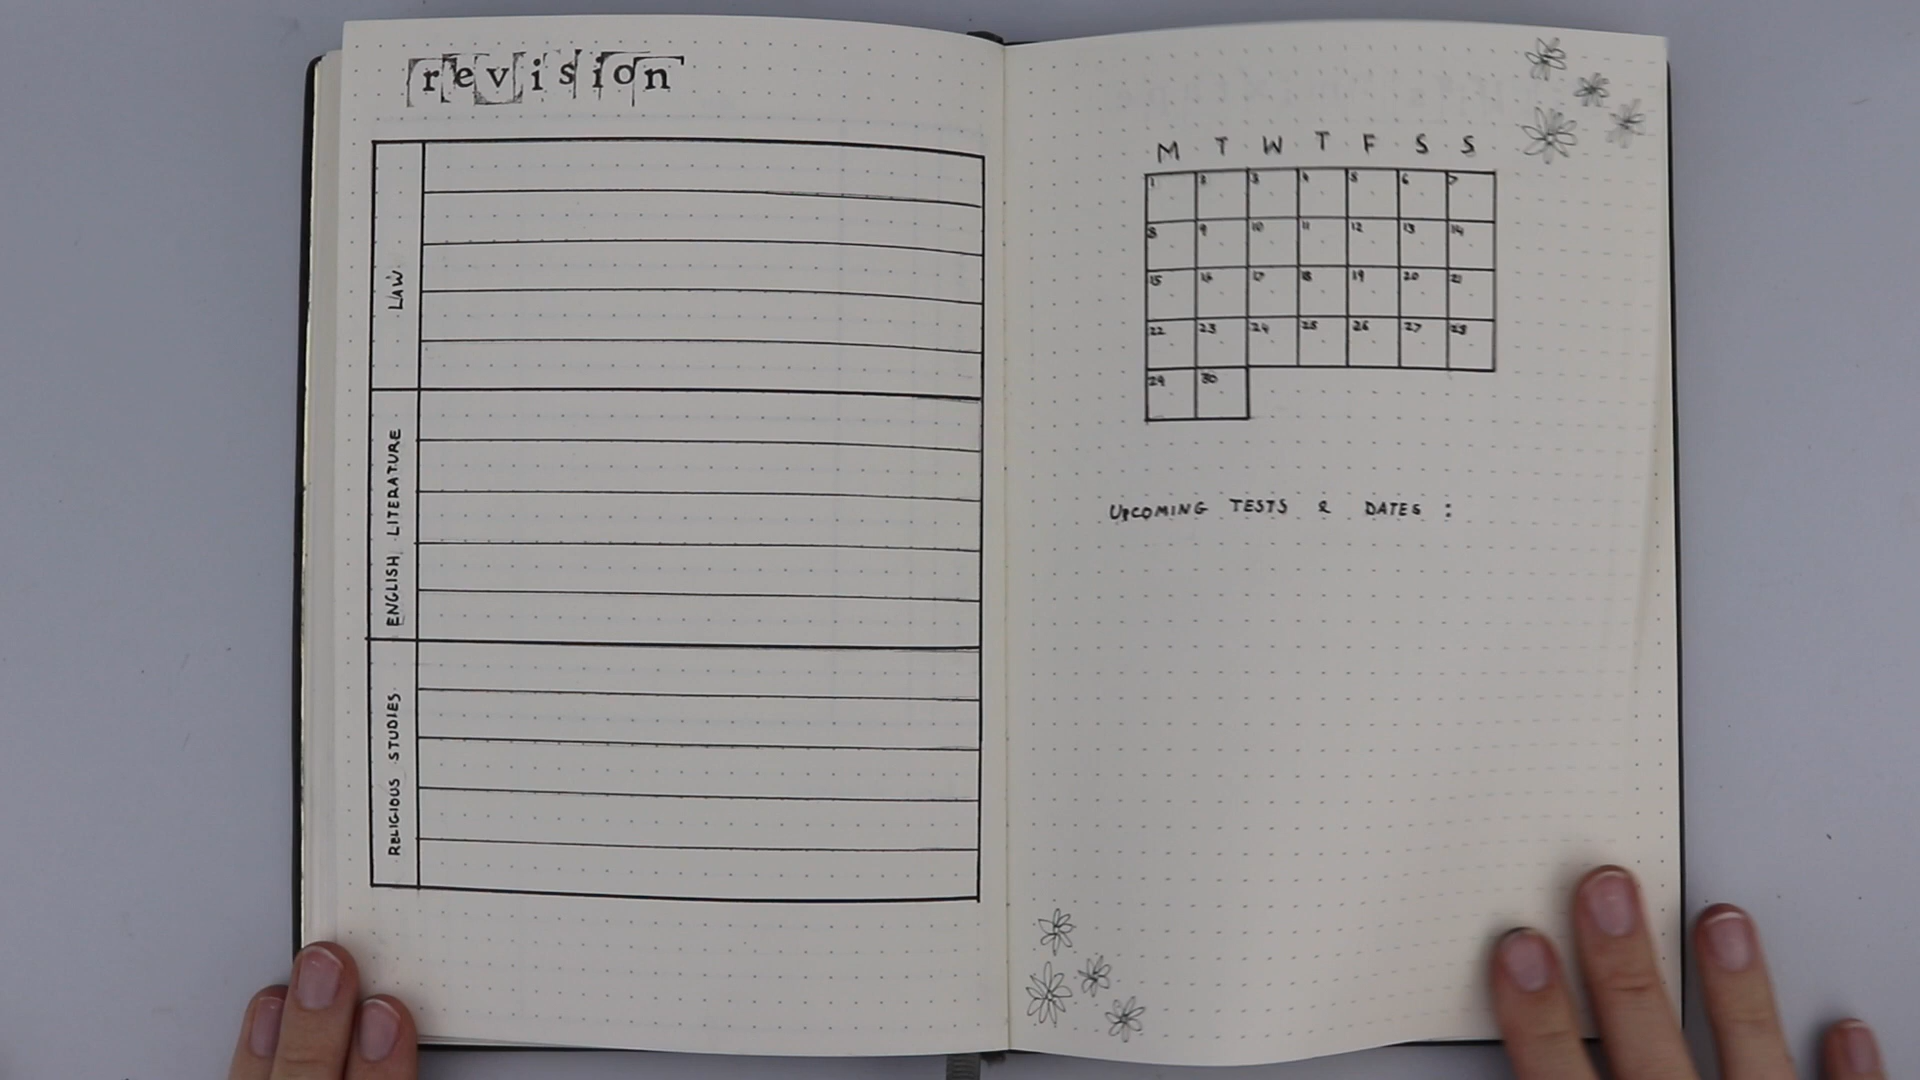 revision
LAW
ENGLISH LITERATURE
RELIGIOUS STUDIES
M T W T F S S
1 2 3 4 5 6 7
8 9 10 11 12 13 14
15 16 17 18 19 20 21
22 23 24 25 26 27 28
29 30
UPCOMING TESTS & DATES :